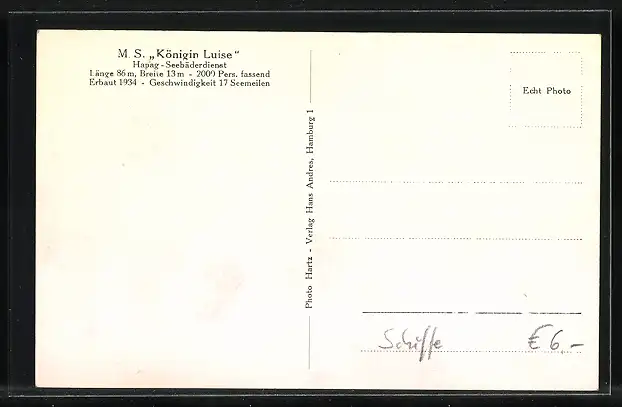 M. S. „Königin Luise"
Hapag - Seebäderdienst
Länge 86 m, Breite 13 m - 2000 Pers. fassend
Erbaut 1934 - Geschwindigkeit 17 Seemeilen
Photo Hartz - Verlag Hans Andres, Hamburg 1
Echt Photo
Schiffe € 6,-